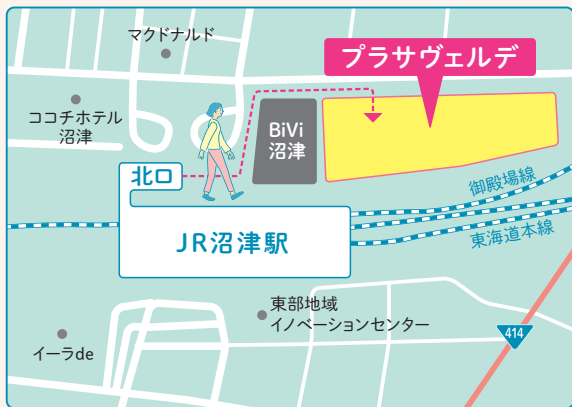 マクドナルド
プラサヴェルデ
ココチホテル
沼津
BiVi
沼津
北口
御殿場線
JR沼津駅
東海道本線
東部地域
イノベーションセンター
イーラde
414